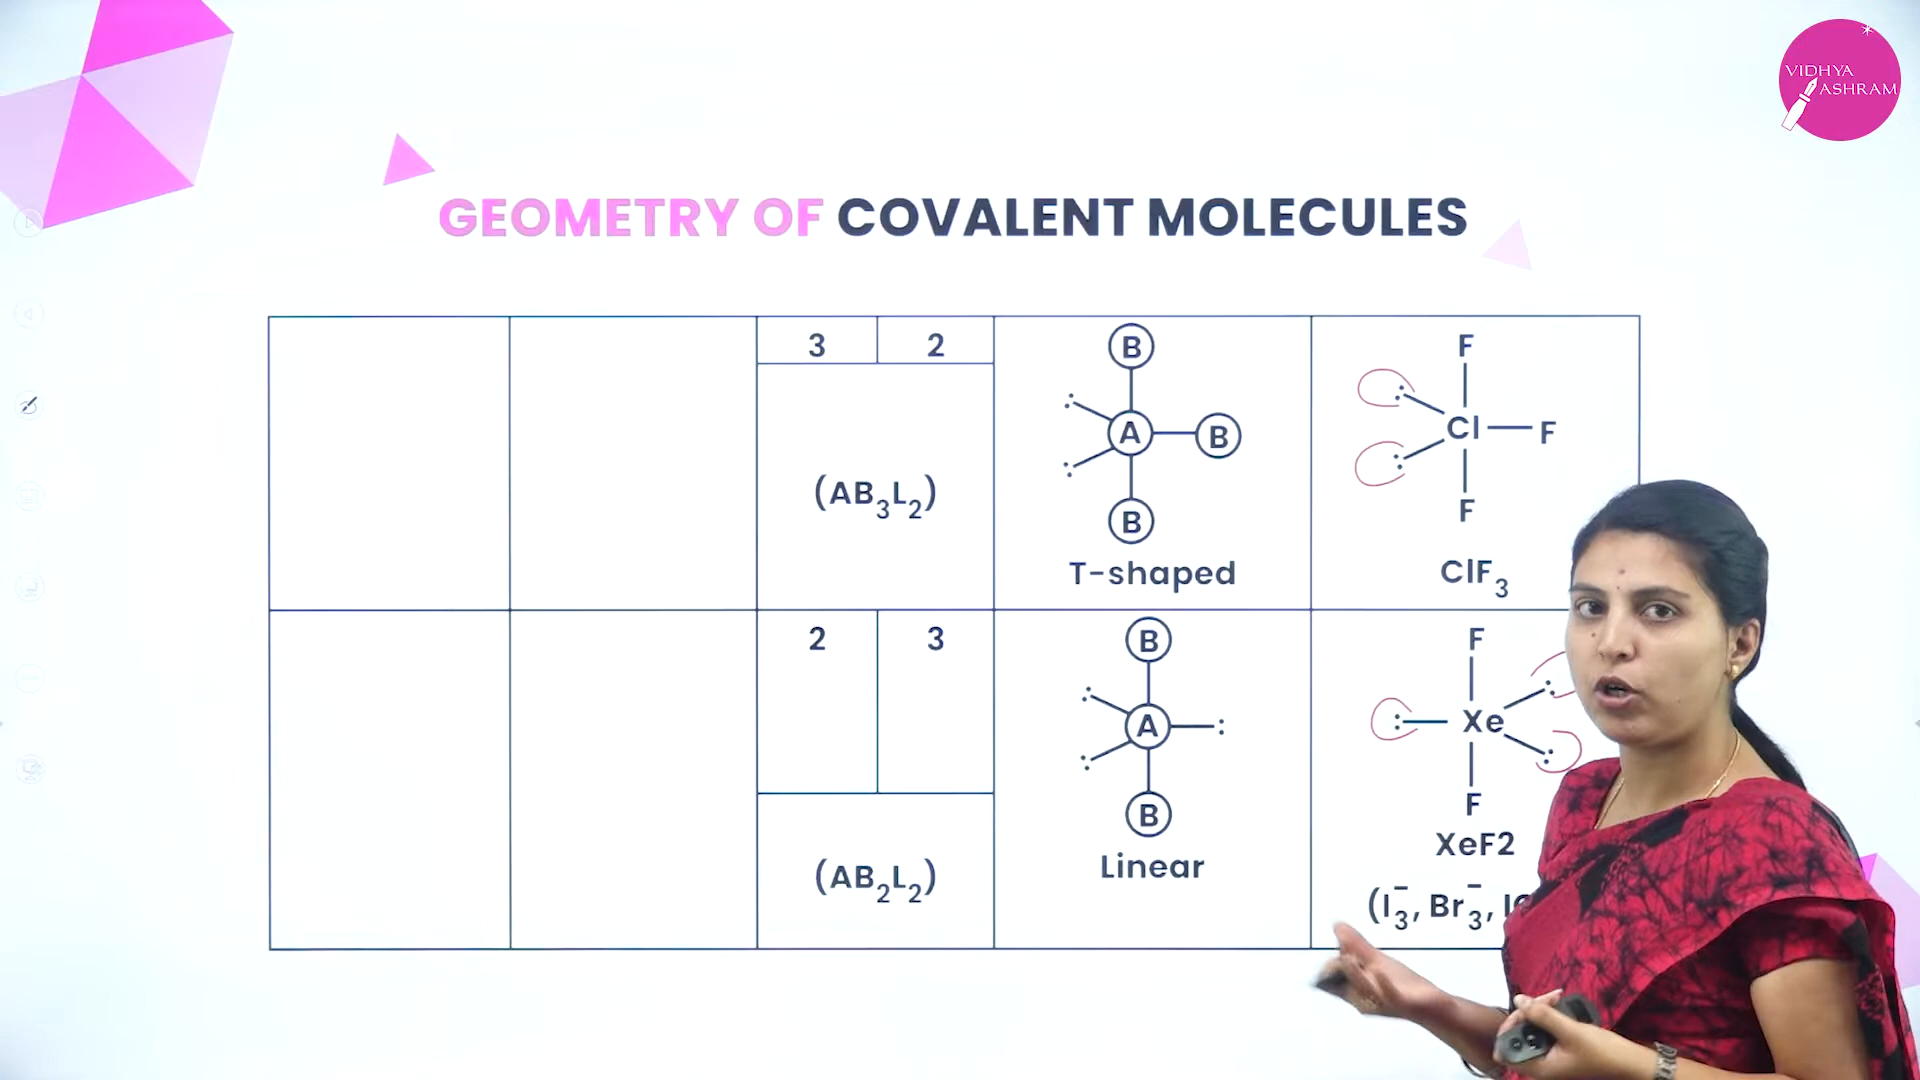 VIDHYA
ASHRAM
GEOMETRY OF COVALENT MOLECULES
3 2
(AB3L2)
B
A B
B
T-shaped
F
: Cl F
:
F
ClF3
2 3
(AB2L2)
B
: A :
:
B
Linear
F
: Xe :
:
F
XeF2
(I3⁻, Br3⁻,